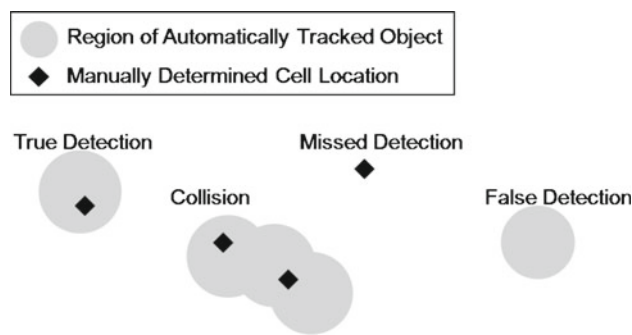 Region of Automatically Tracked Object
Manually Determined Cell Location
True Detection
Missed Detection
Collision
False Detection